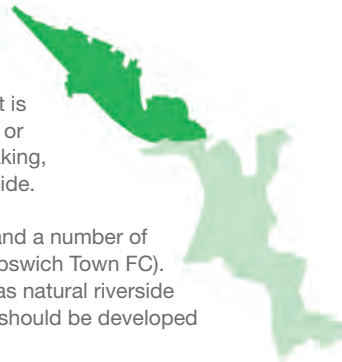 t is
or
king,
ide.
and a number of
pswich Town FC).
as natural riverside
should be developed